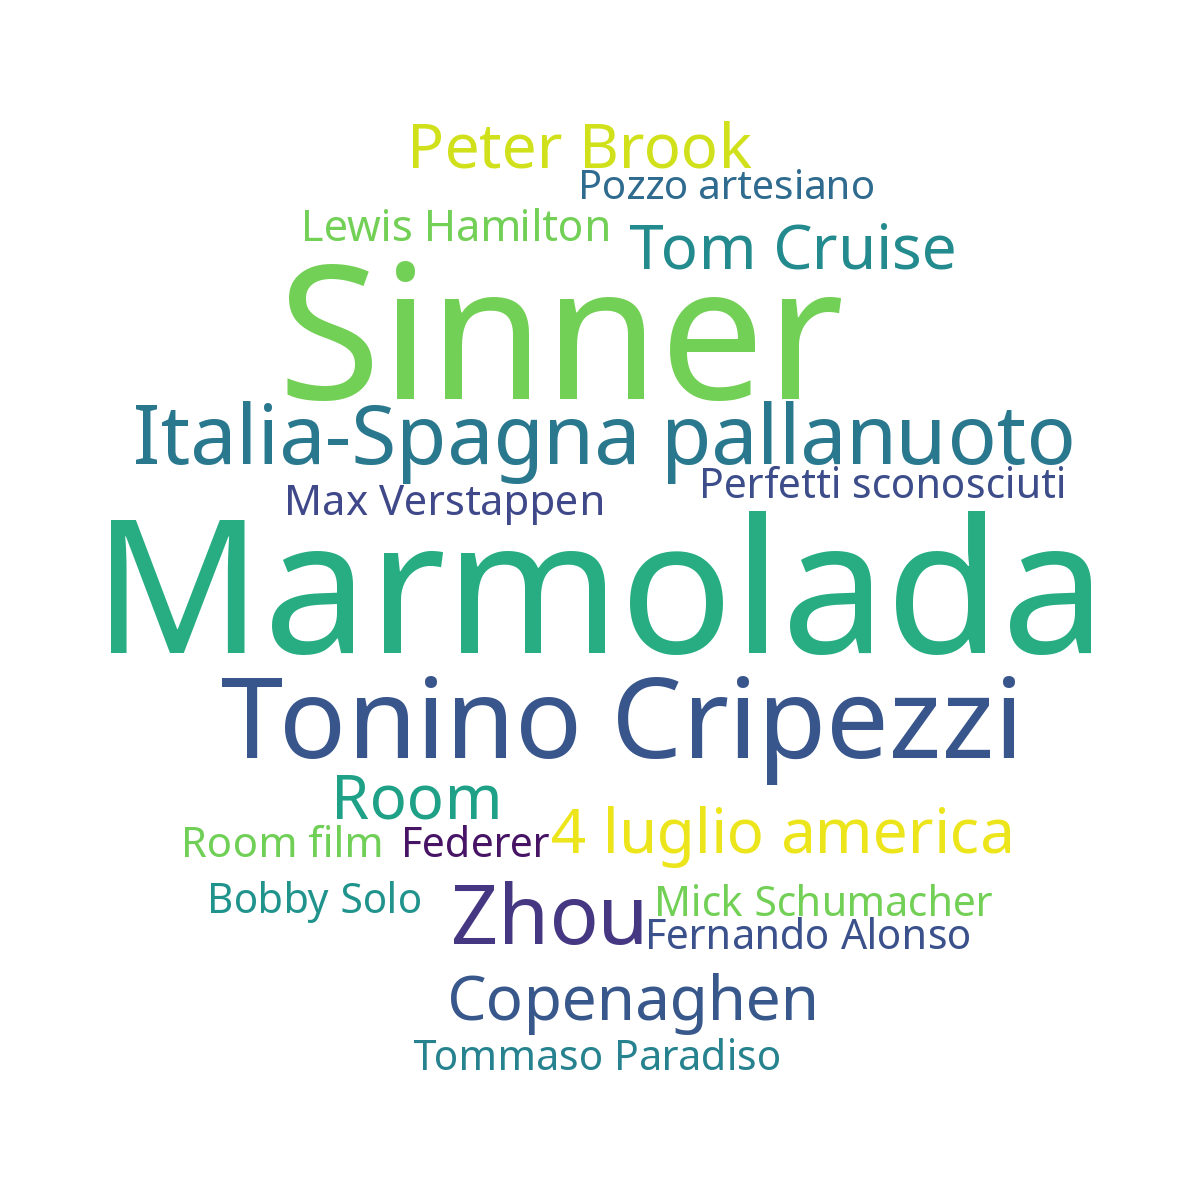 Peter Brook
Pozzo artesiano
Lewis Hamilton
Tom Cruise
Sinner
Italia-Spagna pallanuoto
Perfetti sconosciuti
Max Verstappen
Marmolada
Tonino Cripezzi
Room
4 luglio america
Room film
Federer
Bobby Solo
Zhou
Mick Schumacher
Fernando Alonso
Copenaghen
Tommaso Paradiso